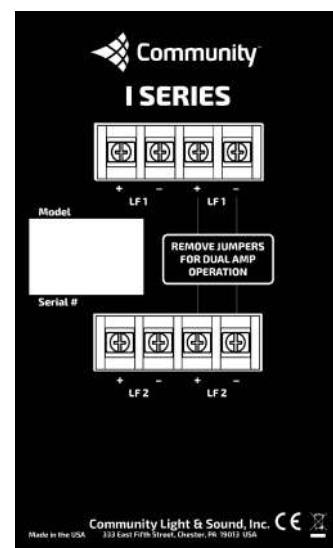 Community
I SERIES
+ − + −
LF 1 LF 1
Model
REMOVE JUMPERS
FOR DUAL AMP
OPERATION
Serial #
+ − + −
LF 2 LF 2
Community Light & Sound, Inc. CE
Made in the USA 333 East Fifth Street, Chester, PA 19013 USA